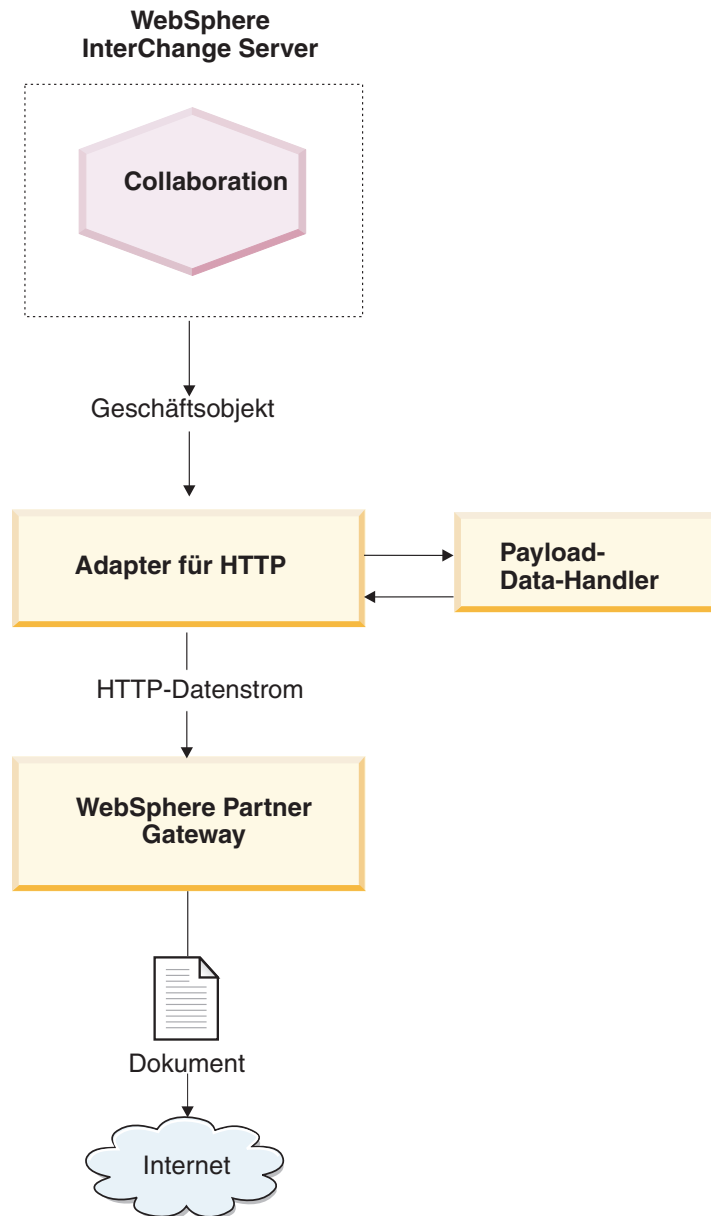 WebSphere
InterChange Server
Collaboration
Geschäftsobjekt
Adapter für HTTP
Payload-
Data-Handler
HTTP-Datenstrom
WebSphere Partner
Gateway
Dokument
Internet